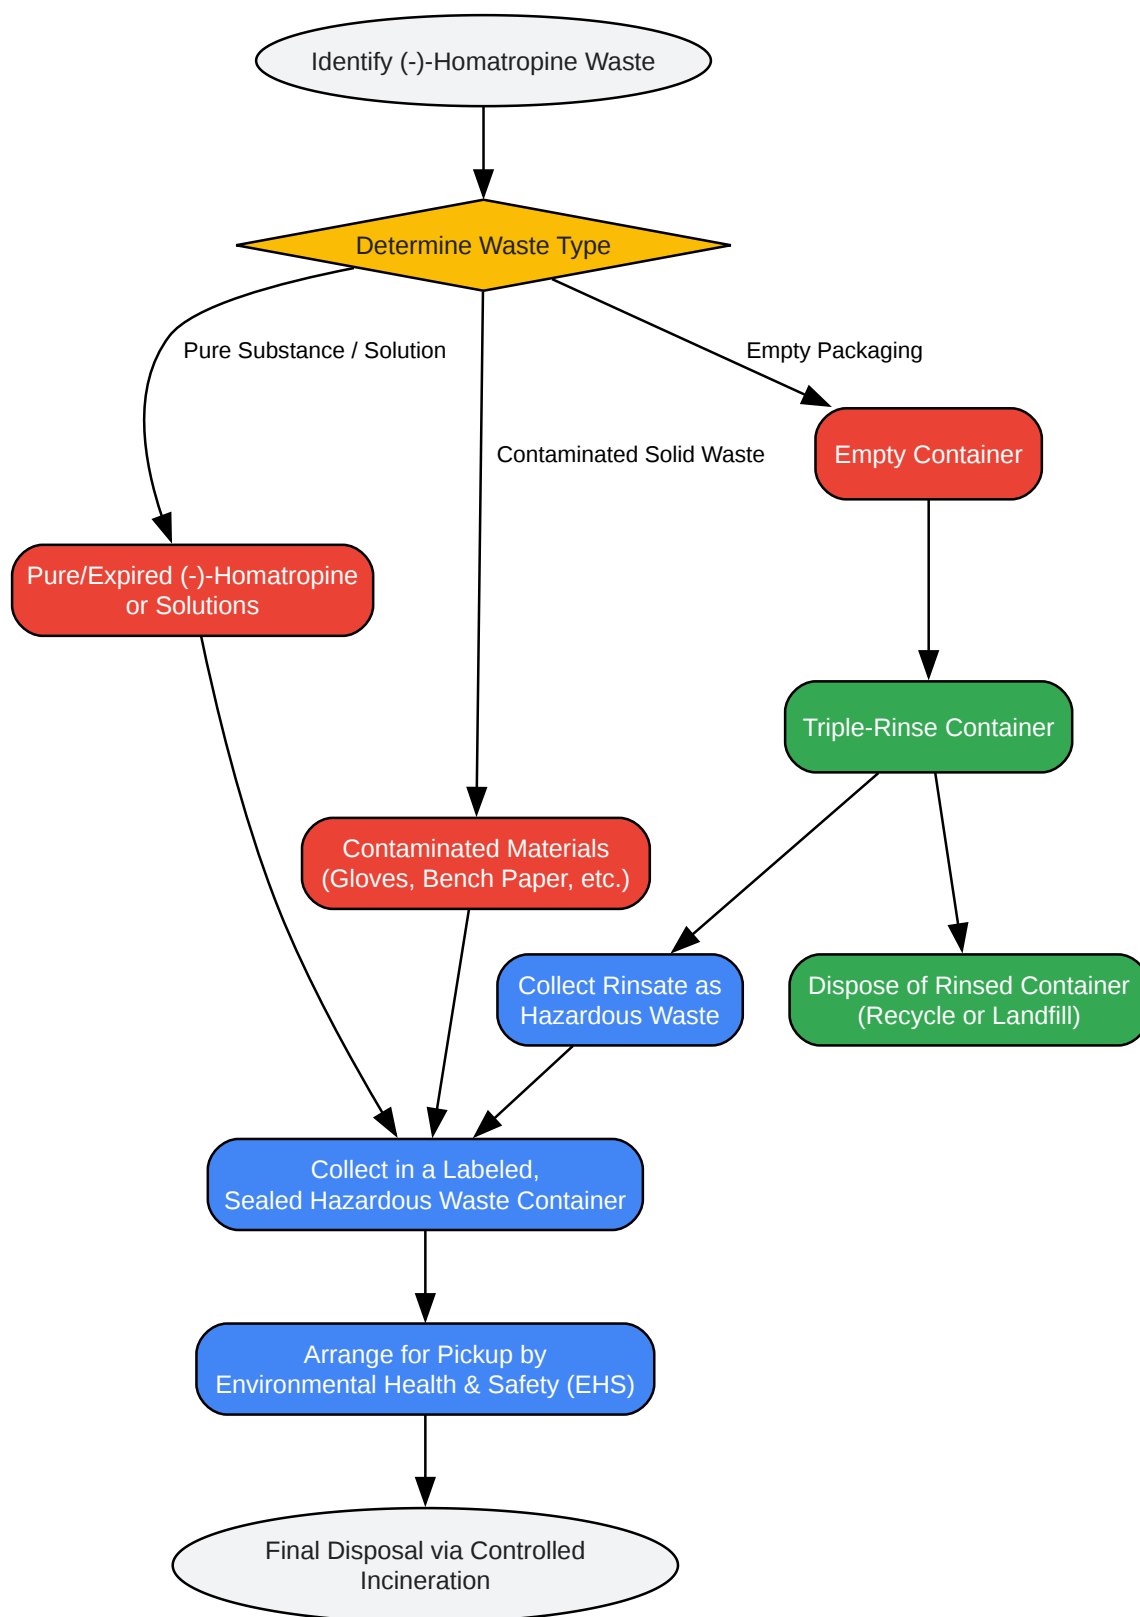 Identify (-)-Homatropine Waste
Determine Waste Type
Pure Substance / Solution
Empty Packaging
Contaminated Solid Waste
Empty Container
Pure/Expired (-)-Homatropine
or Solutions
Triple-Rinse Container
Contaminated Materials
(Gloves, Bench Paper, etc.)
Collect Rinsate as
Hazardous Waste
Dispose of Rinsed Container
(Recycle or Landfill)
Collect in a Labeled,
Sealed Hazardous Waste Container
Arrange for Pickup by
Environmental Health & Safety (EHS)
Final Disposal via Controlled
Incineration